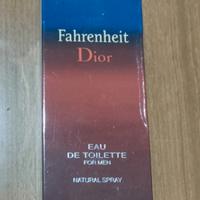 Fahrenheit
Dior
EAU
DE TOILETTE
FOR MEN
NATURAL SPRAY